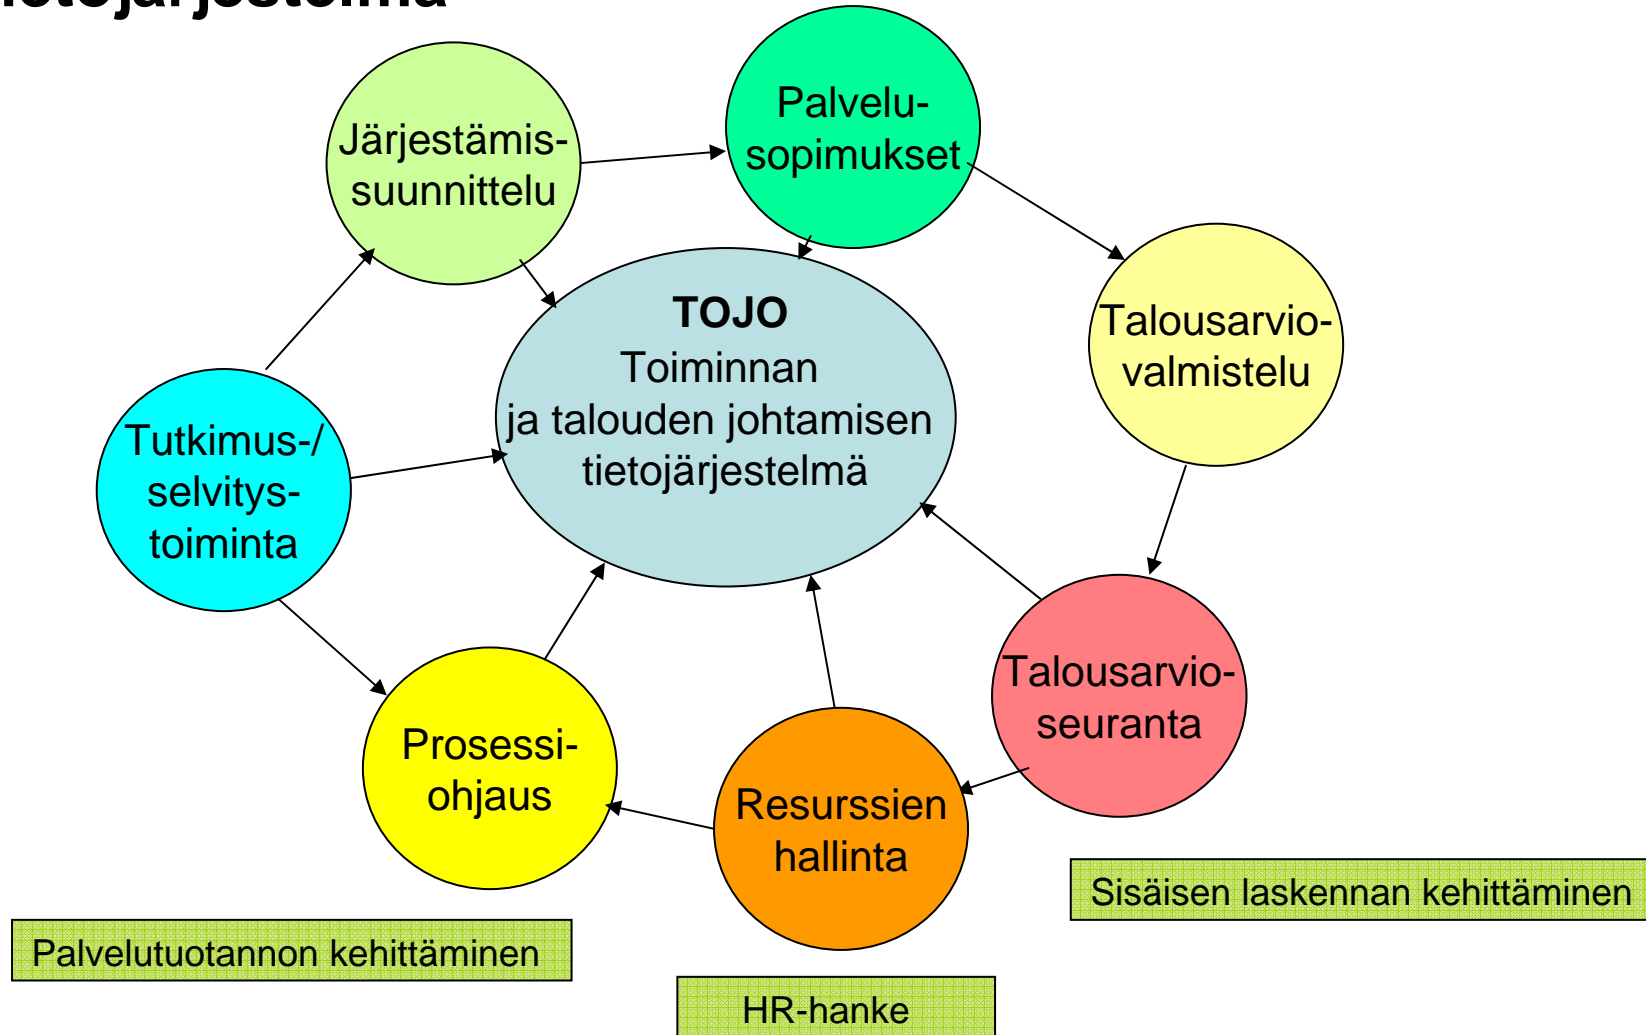 tietojärjestelmä
Järjestämis-
suunnittelu
Palvelu-
sopimukset
Talousarvio-
valmistelu
TOJO
Toiminnan
ja talouden johtamisen
tietojärjestelmä
Tutkimus-/
selvitys-
toiminta
Talousarvio-
seuranta
Prosessi-
ohjaus
Resurssien
hallinta
Sisäisen laskennan kehittäminen
Palvelutuotannon kehittäminen
HR-hanke